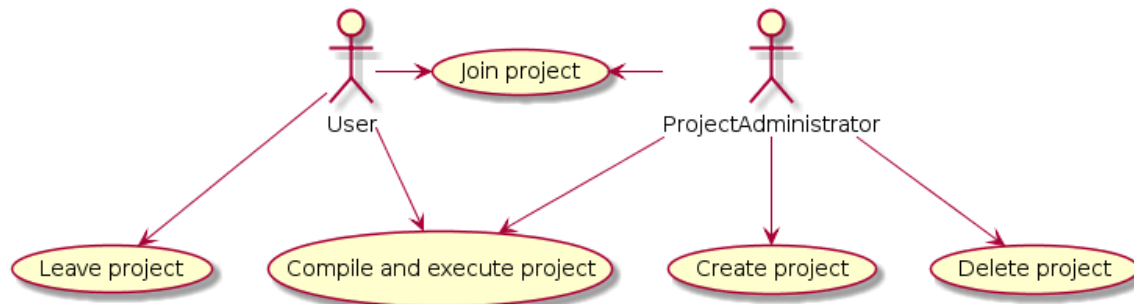 Join project
User
ProjectAdministrator
Leave project
Compile and execute project
Create project
Delete project